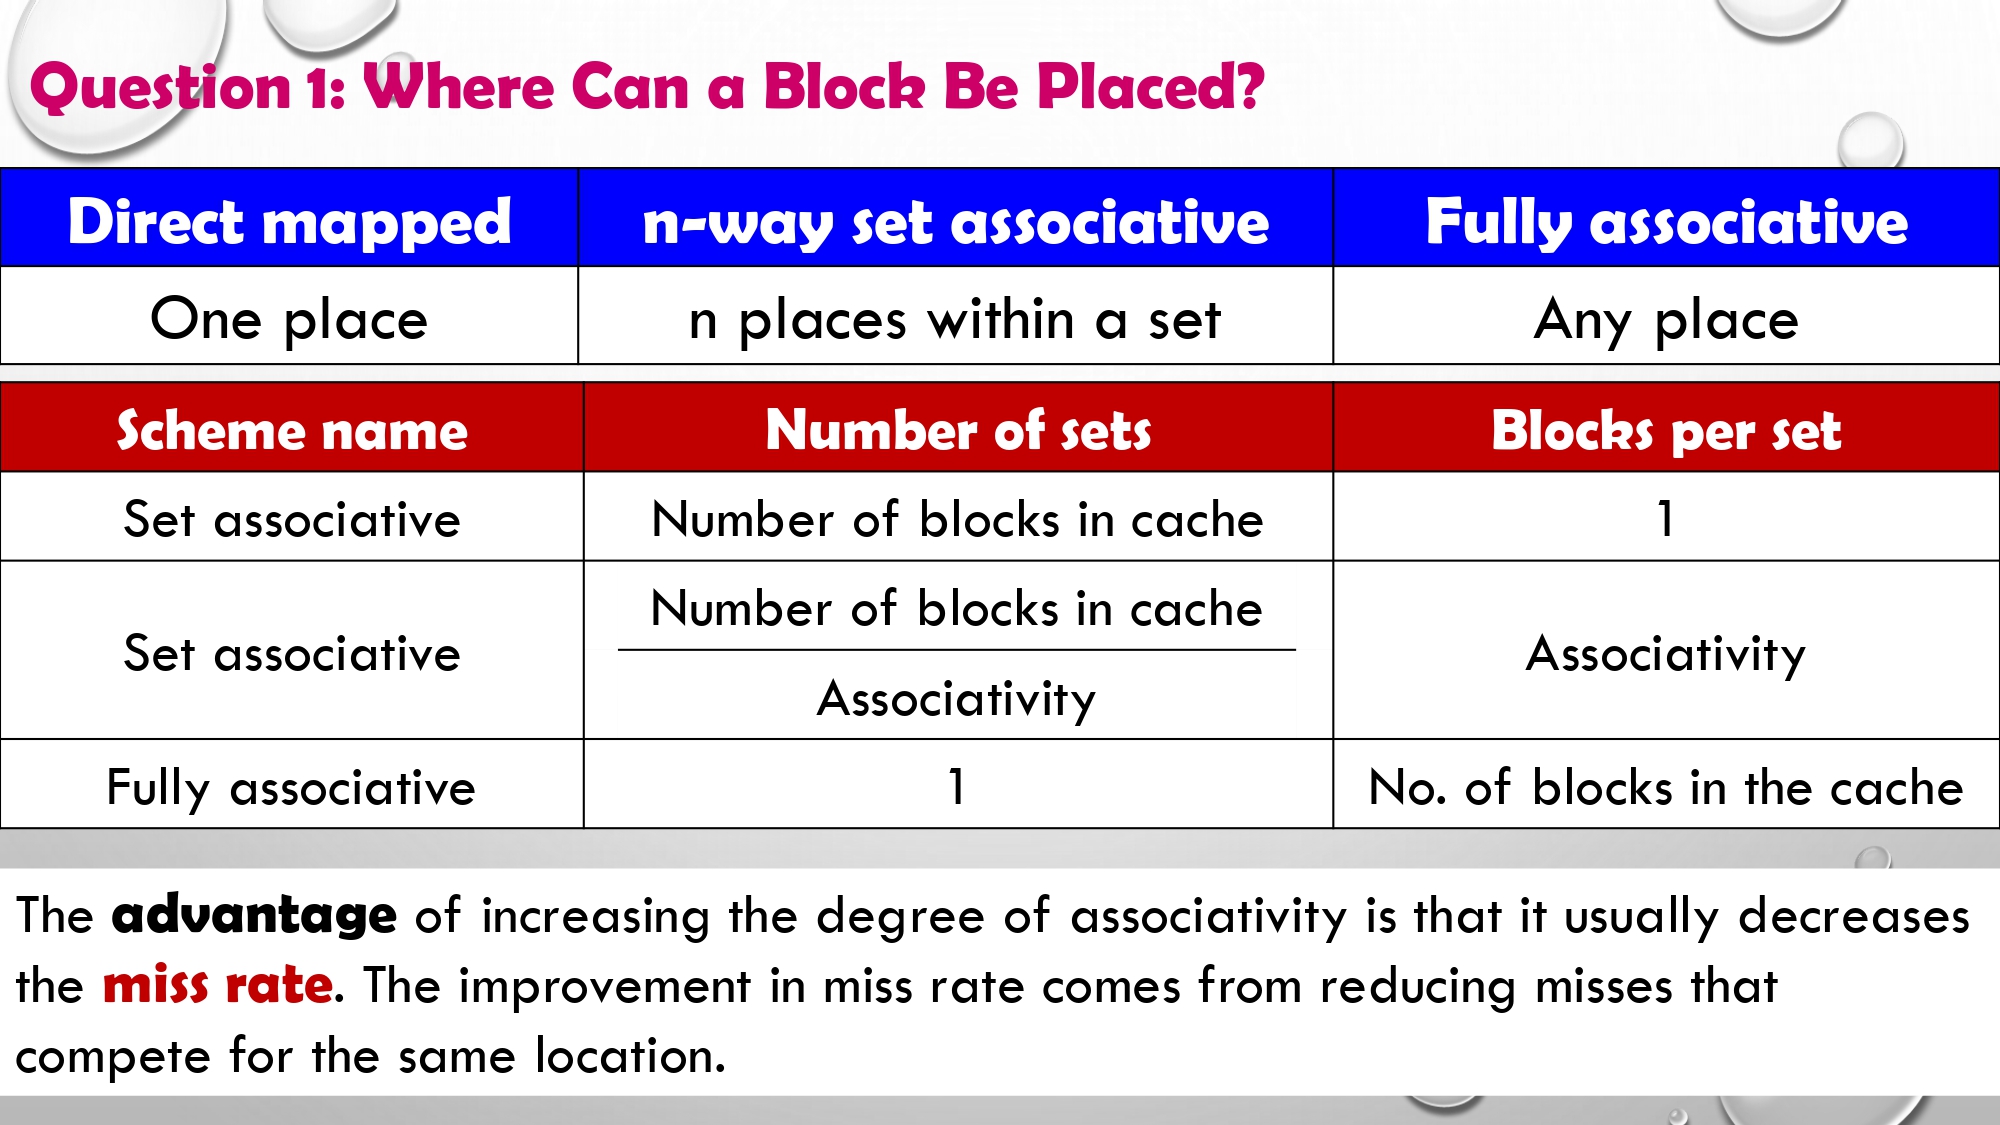 Question 1: Where Can a Block Be Placed?
Direct mapped n-way set associative Fully associative
One place n places within a set Any place
Scheme name Number of sets Blocks per set
Set associative Number of blocks in cache 1
Set associative Number of blocks in cache Associativity
Associativity
Fully associative 1 No. of blocks in the cache
The advantage of increasing the degree of associativity is that it usually decreases
the miss rate. The improvement in miss rate comes from reducing misses that
compete for the same location.